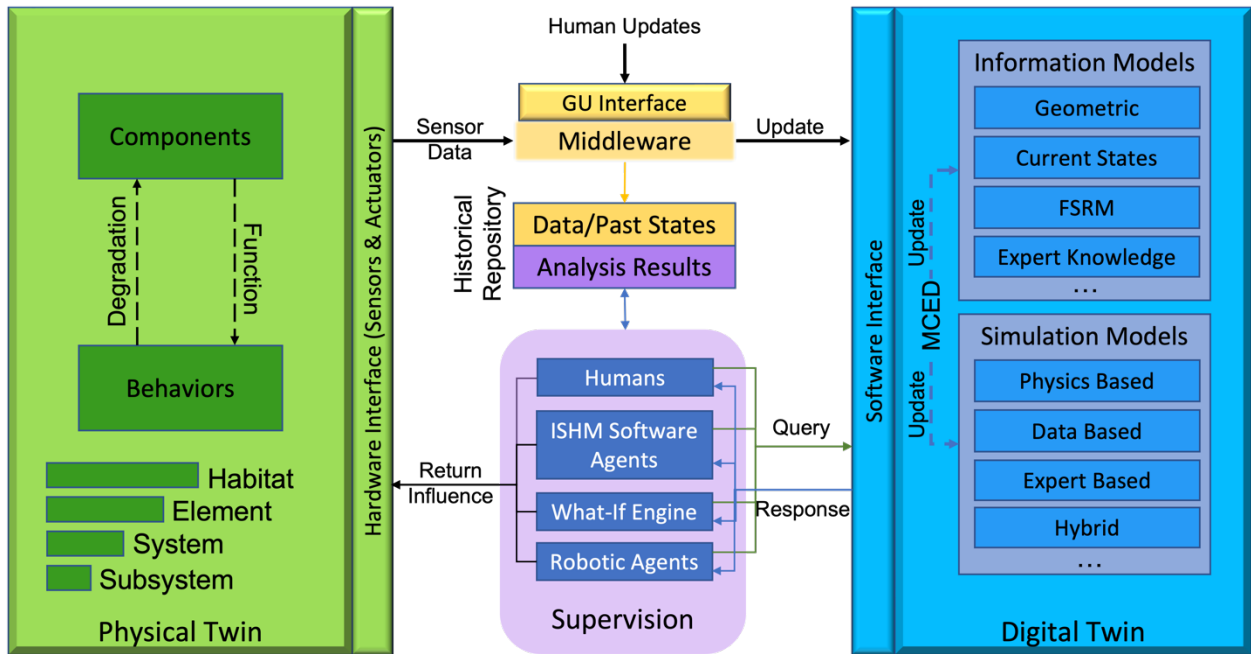 Components
Degradation
Function
Behaviors
Habitat
Element
System
Subsystem
Physical Twin
Hardware Interface (Sensors & Actuators)
Human Updates
GU Interface
Middleware
Sensor
Data
Update
Historical
Repository
Data/Past States
Analysis Results
Humans
ISHM Software
Agents
What-If Engine
Robotic Agents
Supervision
Return
Influence
Query
Response
Software Interface
Information Models
Geometric
Current States
FSRM
Expert Knowledge
...
Update
MCED
Update
Simulation Models
Physics Based
Data Based
Expert Based
Hybrid
...
Digital Twin